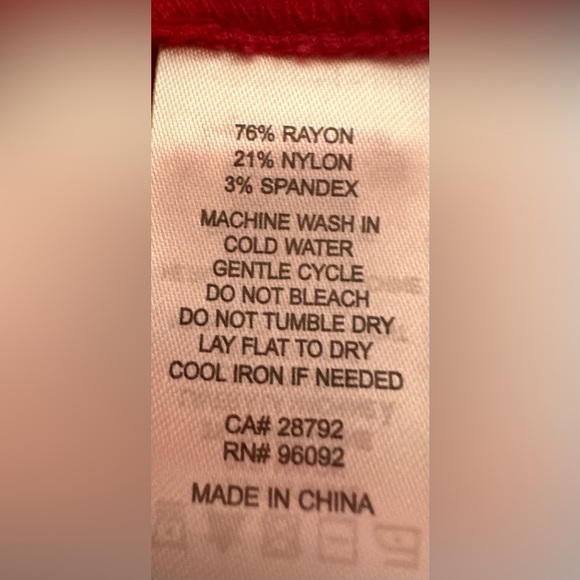 76% RAYON
21% NYLON
3% SPANDEX
MACHINE WASH IN
COLD WATER
GENTLE CYCLE
DO NOT BLEACH
DO NOT TUMBLE DRY
LAY FLAT TO DRY
COOL IRON IF NEEDED
CA# 28792
RN# 96092
MADE IN CHINA